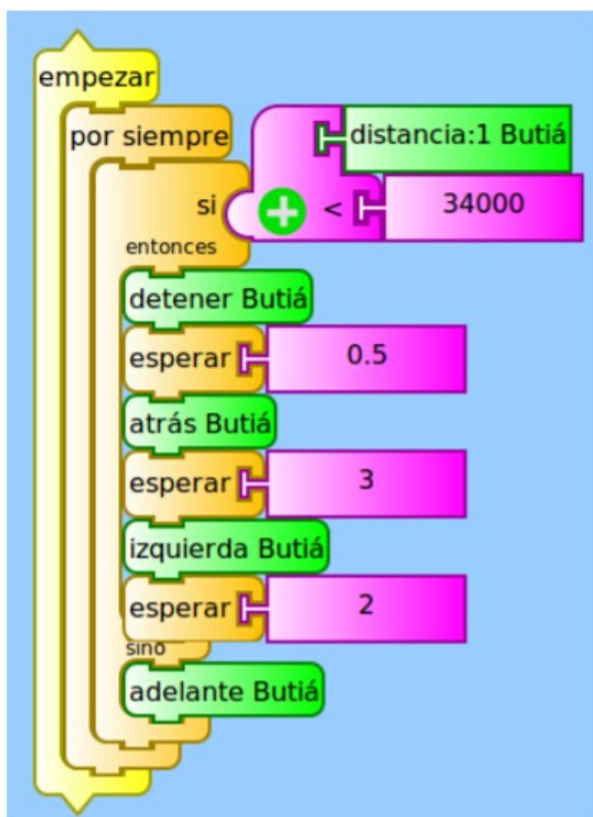 empezar
por siempre
distancia:1 Butiá
si < 34000
entonces
detener Butiá
esperar 0.5
atrás Butiá
esperar 3
izquierda Butiá
esperar 2
sino
adelante Butiá